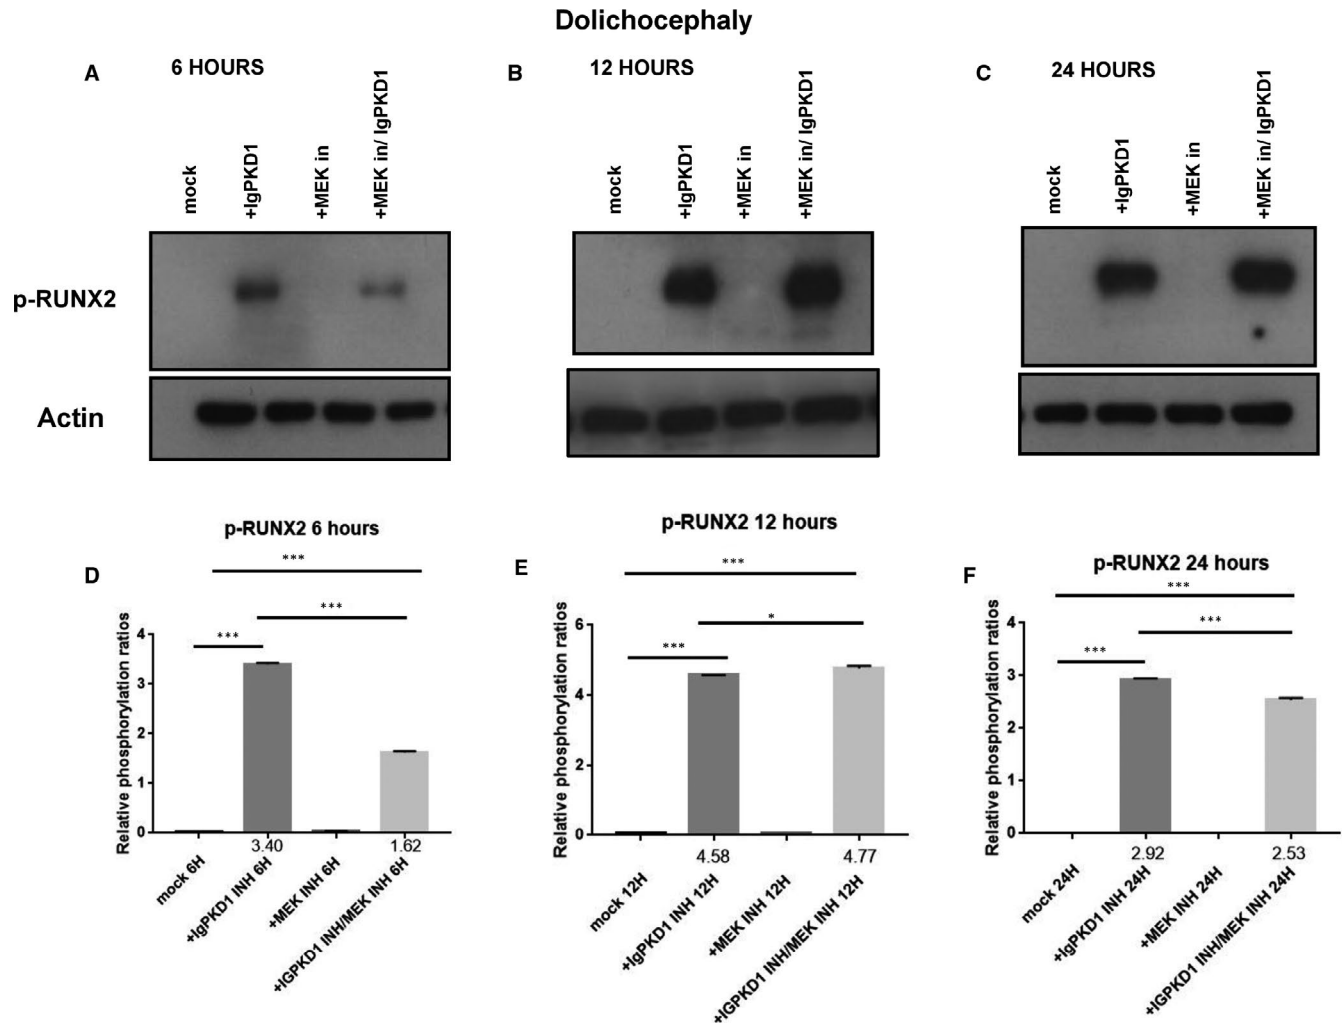 Dolichocephaly
A
6 HOURS
B
12 HOURS
C
24 HOURS
mock
+IgPKD1
+MEK in
+MEK in/ IgPKD1
mock
+IgPKD1
+MEK in
+MEK in/ IgPKD1
mock
+IgPKD1
+MEK in
+MEK in/ IgPKD1
p-RUNX2
Actin
D
p-RUNX2 6 hours
***
***
***
Relative phosphorylation ratios
4
3
2
1
0
3.40
1.62
mock 6H
+IgPKD1 INH 6H
+MEK INH 6H
+IGPKD1 INH/MEK INH 6H
E
p-RUNX2 12 hours
***
*
***
Relative phosphorylation ratios
6
4
2
0
4.58
4.77
mock 12H
+IgPKD1 INH 12H
+MEK INH 12H
+IGPKD1 INH/MEK INH 12H
F
p-RUNX2 24 hours
***
***
***
Relative phosphorylation ratios
4
3
2
1
0
2.92
2.53
mock 24H
+IgPKD1 INH 24H
+MEK INH 24H
+IGPKD1 INH/MEK INH 24H